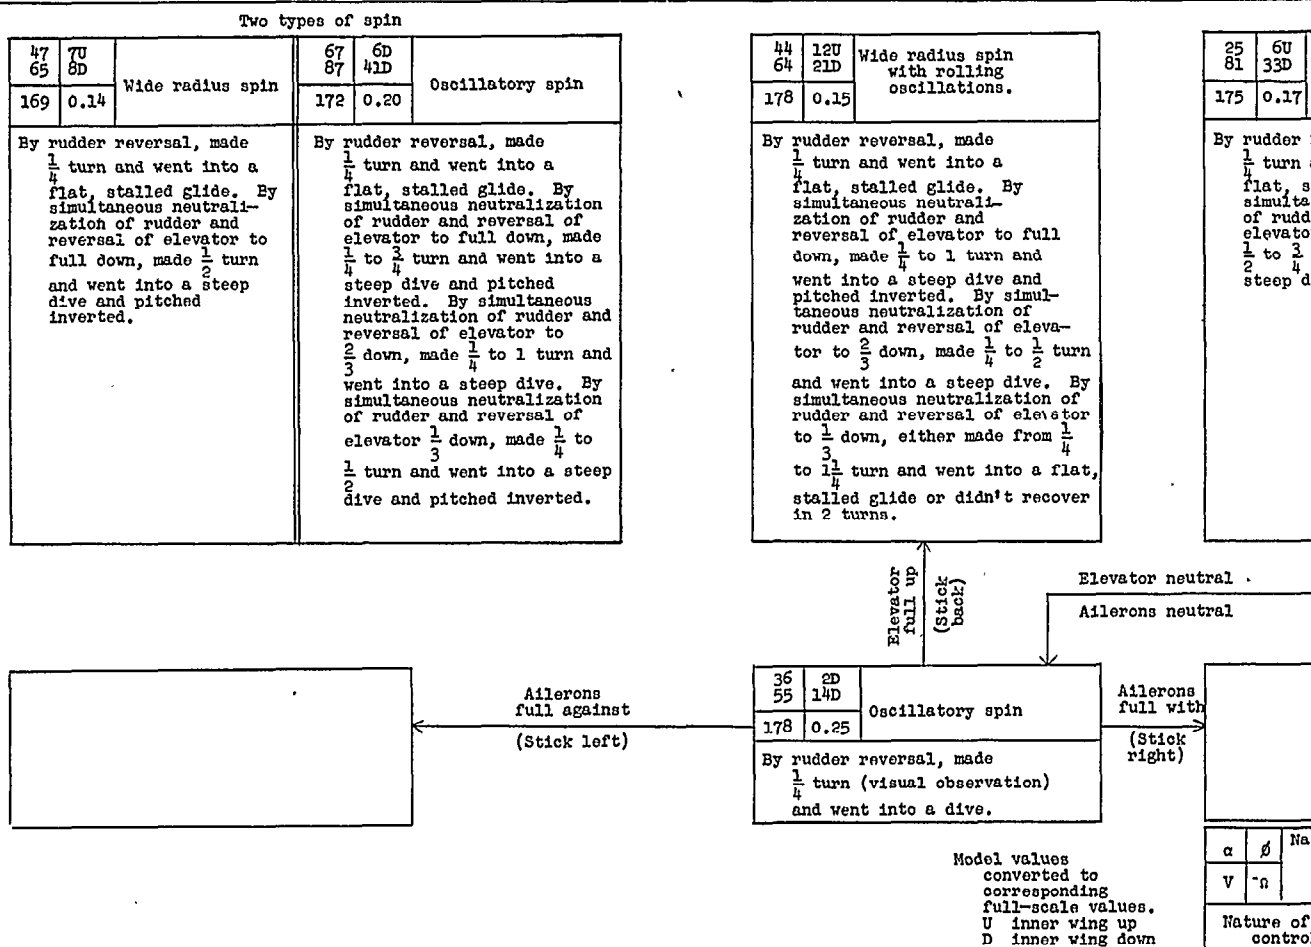 Two types of spin
47 7U
65 8D
Wide radius spin
169 0.14
By rudder reversal, made
1/4 turn and went into a
flat, stalled glide. By
simultaneous neutrali-
zation of rudder and
reversal of elevator to
full down, made 1/2 turn
and went into a steep
dive and pitched
inverted.
67 6D
87 41D
Oscillatory spin
172 0.20
By rudder reversal, made
1/4 turn and went into a
flat, stalled glide. By
simultaneous neutralization
of rudder and reversal of
elevator to full down, made
1/4 to 3/4 turn and went into a
steep dive and pitched
inverted. By simultaneous
neutralization of rudder and
reversal of elevator to
2/3 down, made 1/4 to 1 turn and
went into a steep dive. By
simultaneous neutralization
of rudder and reversal of
elevator 1/3 down, made 1/4 to
1/2 turn and went into a steep
dive and pitched inverted.
44 12U
64 21D
Wide radius spin
with rolling
oscillations.
178 0.15
By rudder reversal, made
1/4 turn and went into a
flat, stalled glide. By
simultaneous neutrali-
zation of rudder and
reversal of elevator to full
down, made 1/4 to 1 turn and
went into a steep dive and
pitched inverted. By simul-
taneous neutralization of
rudder and reversal of eleva-
tor to 2/3 down, made 1/4 to 1/2 turn
and went into a steep dive. By
simultaneous neutralization of
rudder and reversal of elevator
to 1/3 down, either made from 1/4
to 1 1/4 turn and went into a flat,
stalled glide or didn't recover
in 2 turns.
25 6U
81 33D
175 0.17
By rudder
1/4 turn
flat, s
simulta
of rudd
elevato
1/2 to 3/4
steep d
Elevator
full up
(Stick
back)
Elevator neutral
Ailerons neutral
Ailerons
full against
(Stick left)
36 2D
55 14D
Oscillatory spin
178 0.25
By rudder reversal, made
1/4 turn (visual observation)
and went into a dive.
Ailerons
full with
(Stick
right)
Model values
converted to
corresponding
full-scale values.
U inner wing up
D inner wing down
α ø Na
V Ω
Nature of
control